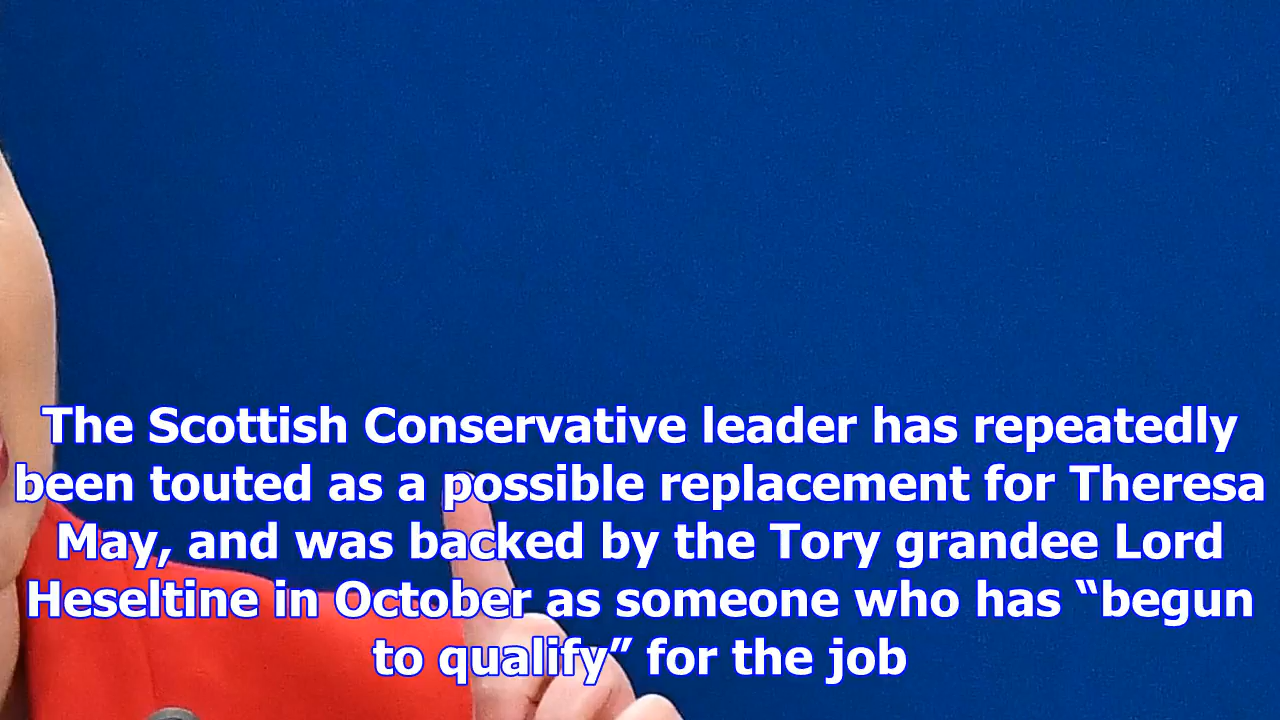 The Scottish Conservative leader has repeatedly
been touted as a possible replacement for Theresa
May, and was backed by the Tory grandee Lord
Heseltine in October as someone who has “begun
to qualify” for the job